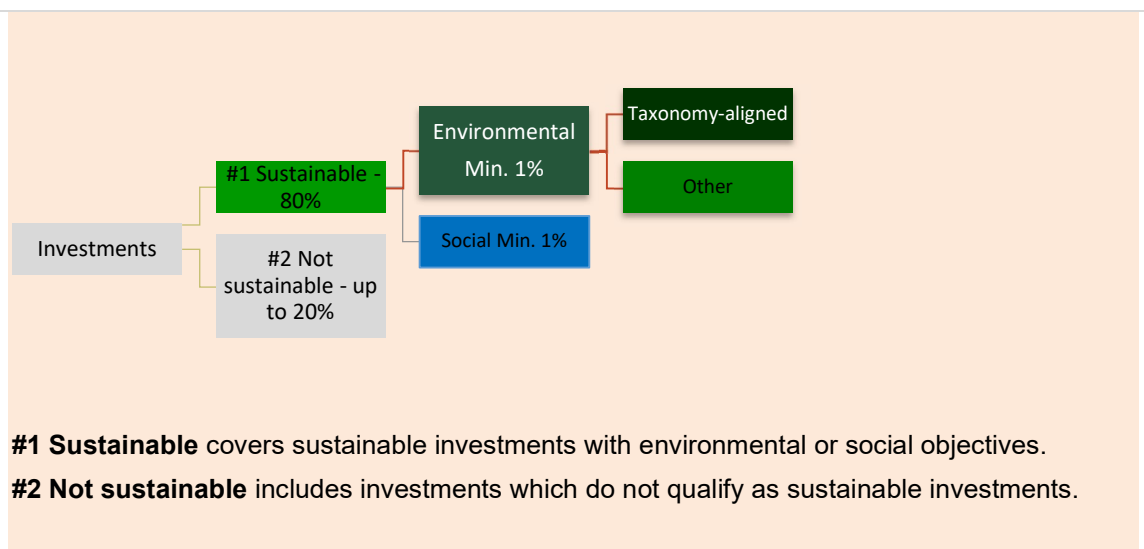 Investments
#1 Sustainable -
80%
#2 Not
sustainable - up
to 20%
Environmental
Min. 1%
Social Min. 1%
Taxonomy-aligned
Other
#1 Sustainable covers sustainable investments with environmental or social objectives.
#2 Not sustainable includes investments which do not qualify as sustainable investments.